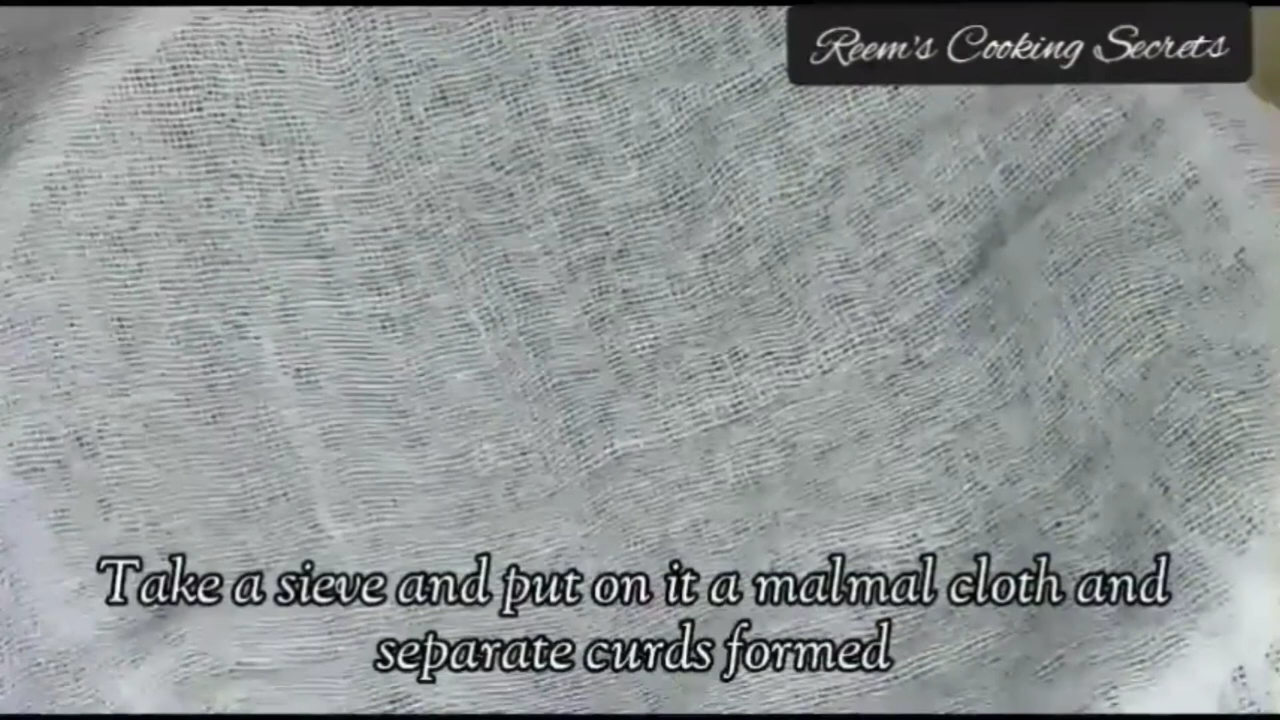 Reem's Cooking Secrets
Take a sieve and put on it a malmal cloth and
separate curds formed